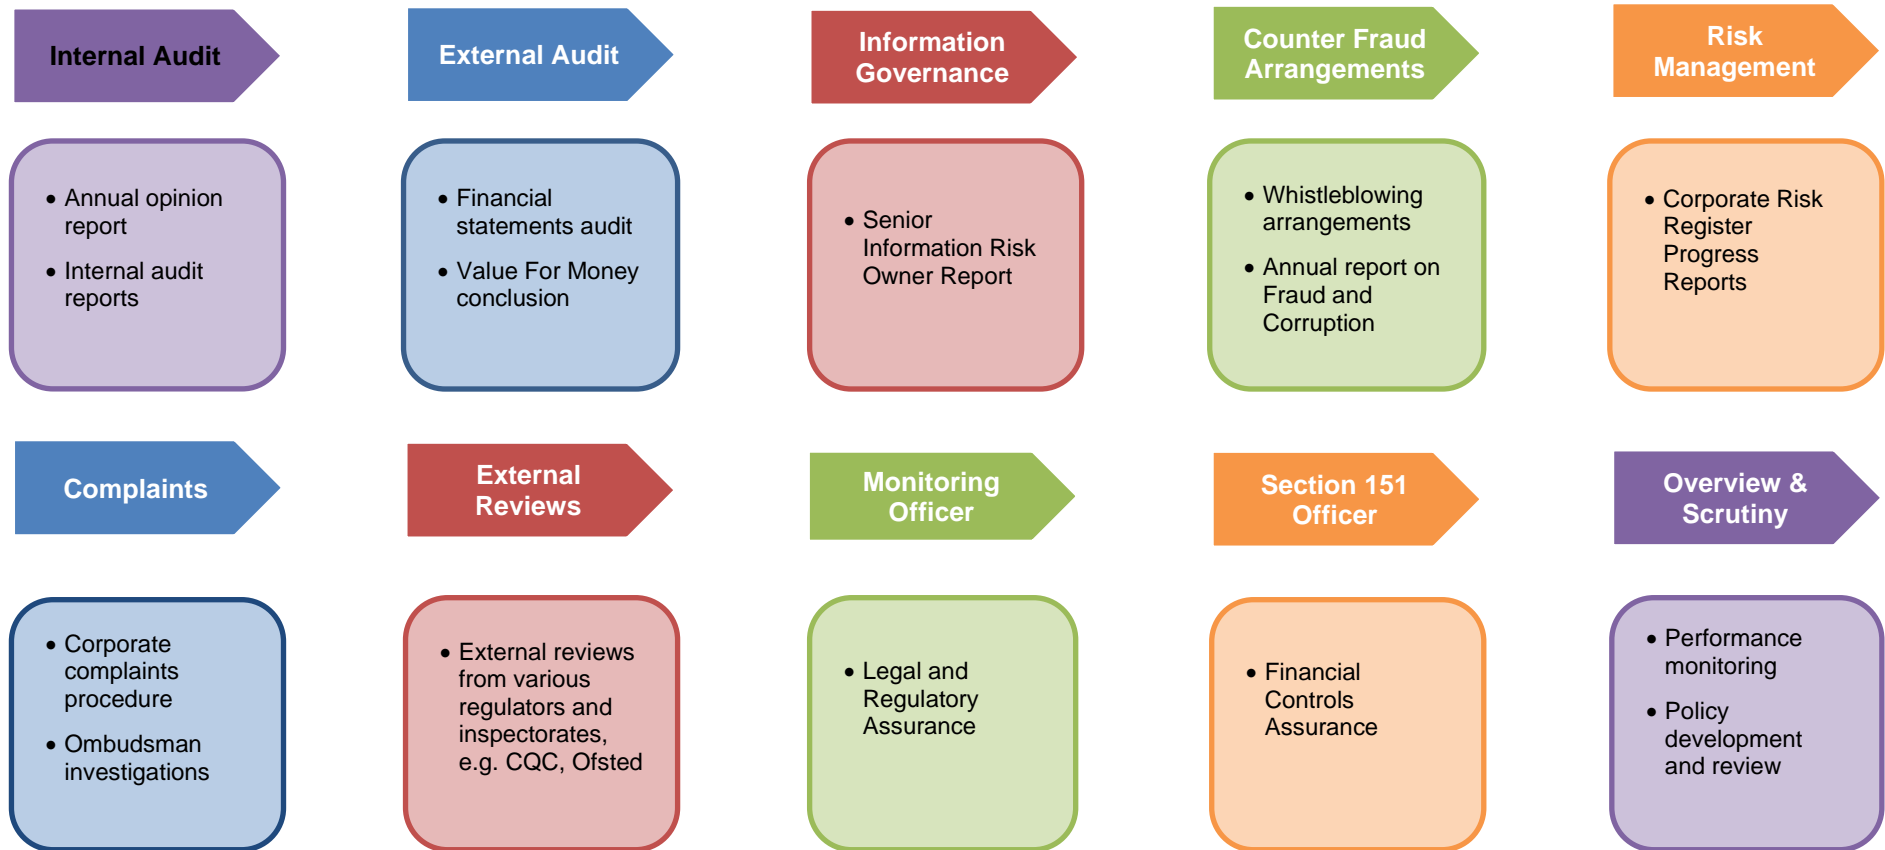 Internal Audit
External Audit
Information
Governance
Counter Fraud
Arrangements
Risk
Management
• Annual opinion
report
• Internal audit
reports
• Financial
statements audit
• Value For Money
conclusion
• Senior
Information Risk
Owner Report
• Whistleblowing
arrangements
• Annual report on
Fraud and
Corruption
• Corporate Risk
Register
Progress
Reports
Complaints
External
Reviews
Monitoring
Officer
Section 151
Officer
Overview &
Scrutiny
• Corporate
complaints
procedure
• Ombudsman
investigations
• External reviews
from various
regulators and
inspectorates,
e.g. CQC, Ofsted
• Legal and
Regulatory
Assurance
• Financial
Controls
Assurance
• Performance
monitoring
• Policy
development
and review